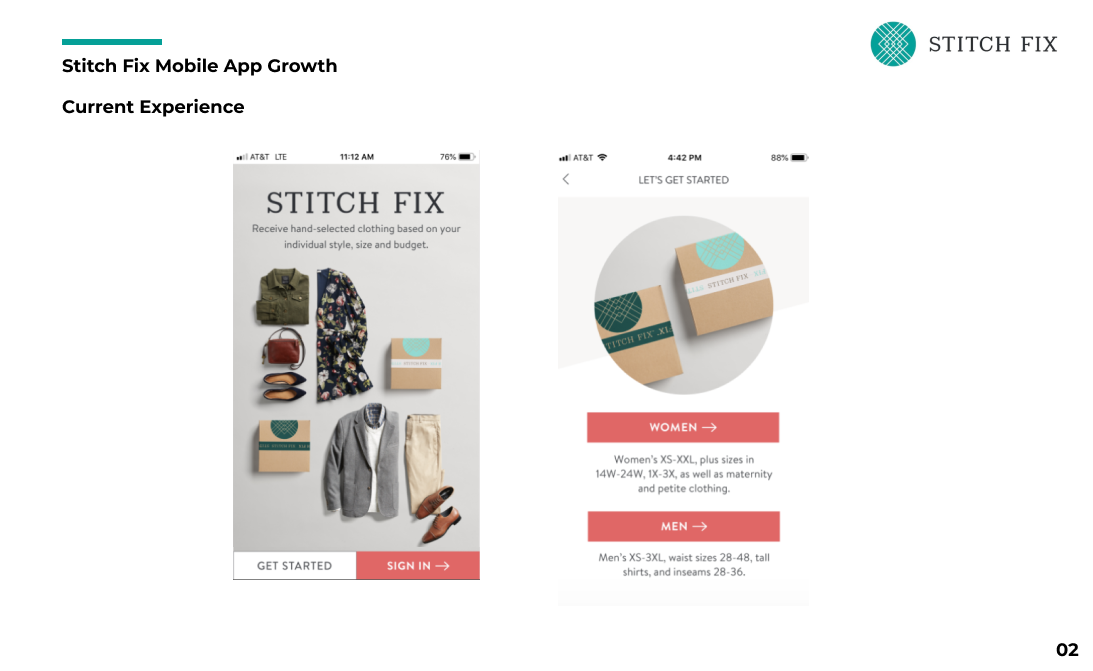 STITCH FIX
Stitch Fix Mobile App Growth
Current Experience
AT&T LTE
11:12 AM
76%
STITCH FIX
Receive hand-selected clothing based on your
individual style, size and budget.
STITCH FIX
GET STARTED
SIGN IN →
AT&T
4:42 PM
88%
LET'S GET STARTED
STITCH FIX
STITCH FIX
WOMEN →
Women's XS-XXL, plus sizes in
14W-24W, 1X-3X, as well as maternity
and petite clothing.
MEN →
Men's XS-3XL, waist sizes 28-48, tall
shirts, and inseams 28-36.
02